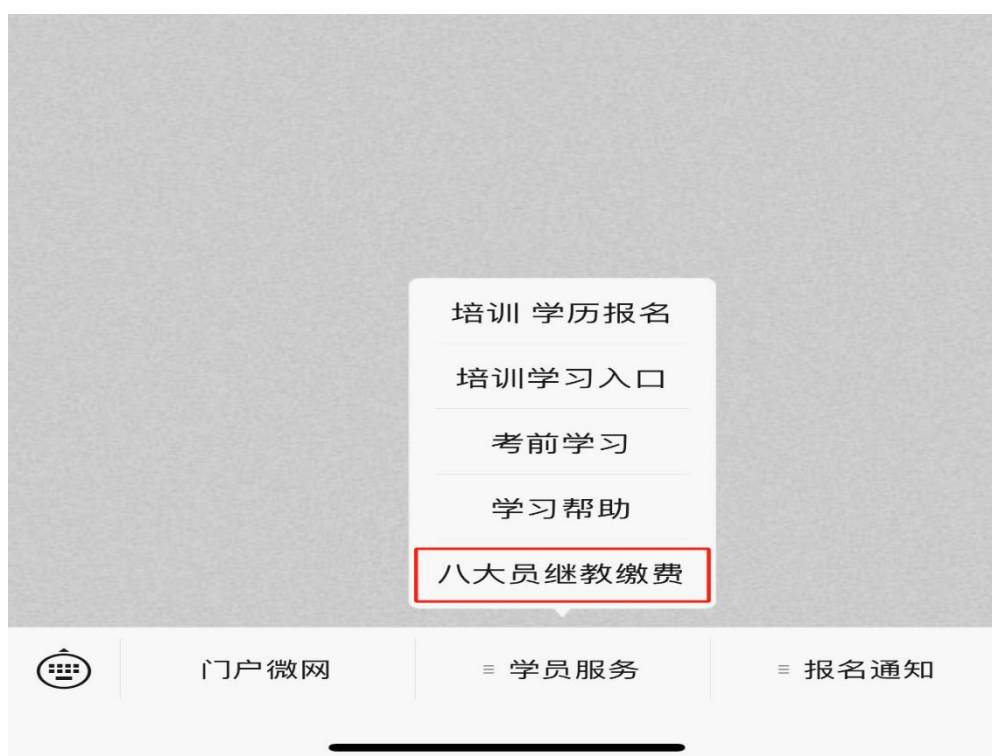 培训 学历报名
培训学习入口
考前学习
学习帮助
八大员继教缴费
门户微网
≡ 学员服务
≡ 报名通知